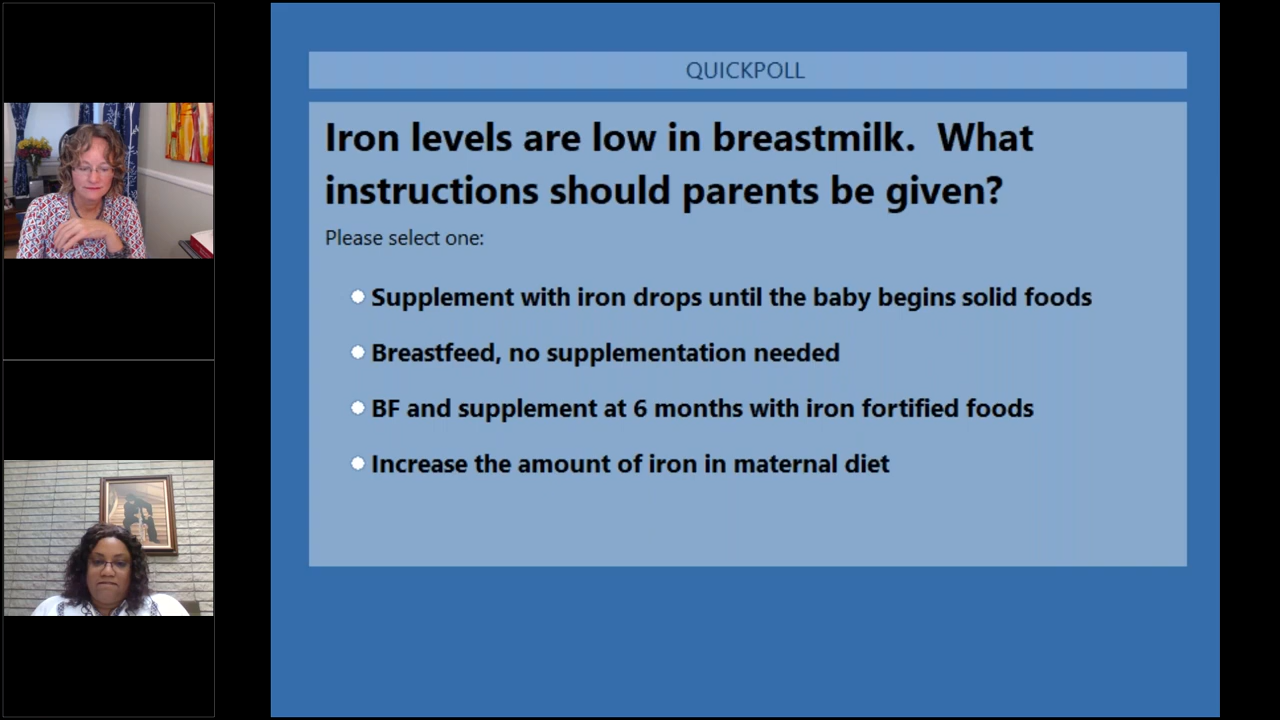 QUICKPOLL
Iron levels are low in breastmilk.  What
instructions should parents be given?
Please select one:
Supplement with iron drops until the baby begins solid foods
Breastfeed, no supplementation needed
BF and supplement at 6 months with iron fortified foods
Increase the amount of iron in maternal diet